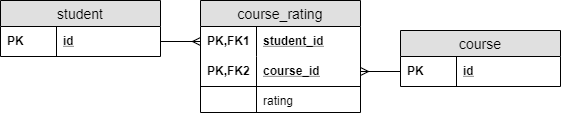 student
PK id
course_rating
PK,FK1 student_id
PK,FK2 course_id
rating
course
PK id